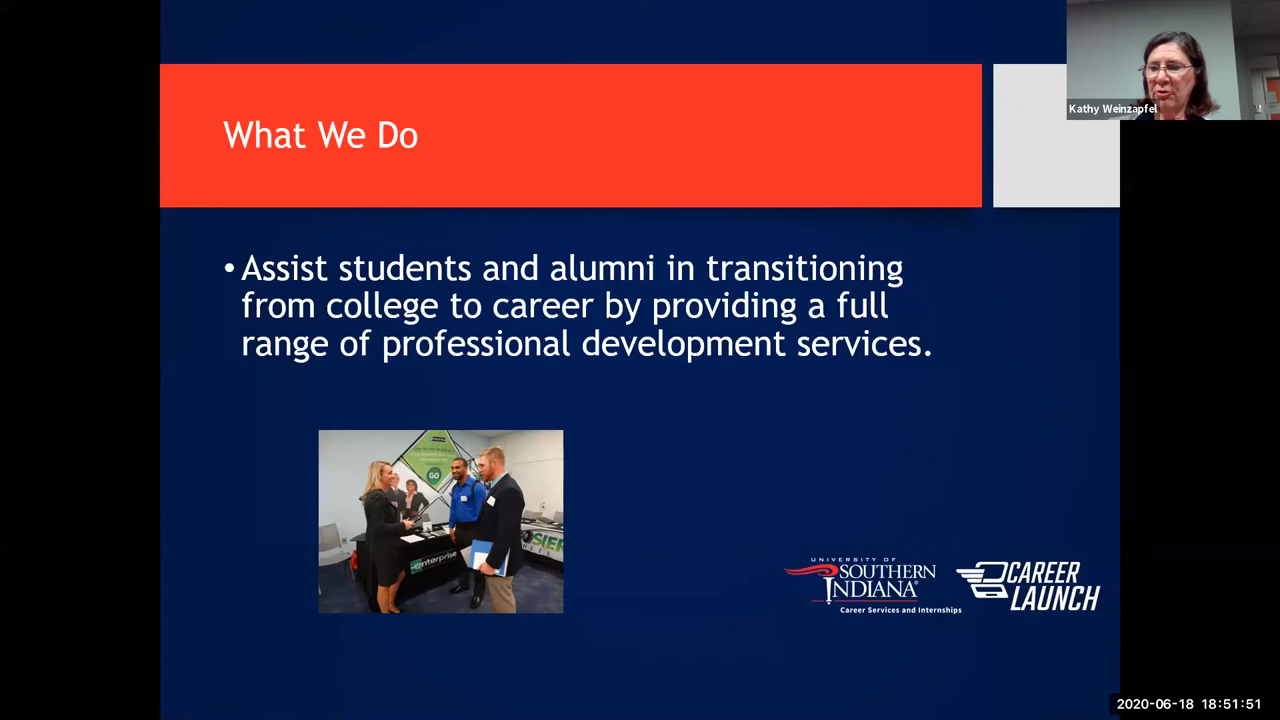 What We Do
Kathy Weinzapfel
• Assist students and alumni in transitioning
from college to career by providing a full
range of professional development services.
GO
enterprise
UNIVERSITY OF
SOUTHERN
INDIANA®
Career Services and Internships
CAREER
LAUNCH
2020-06-18 18:51:51